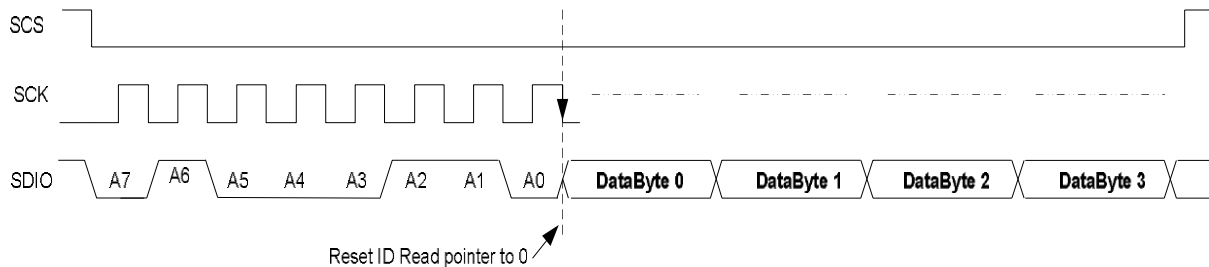 SCS
SCK
SDIO A7 A6 A5 A4 A3 A2 A1 A0 DataByte 0 DataByte 1 DataByte 2 DataByte 3
Reset ID Read pointer to 0